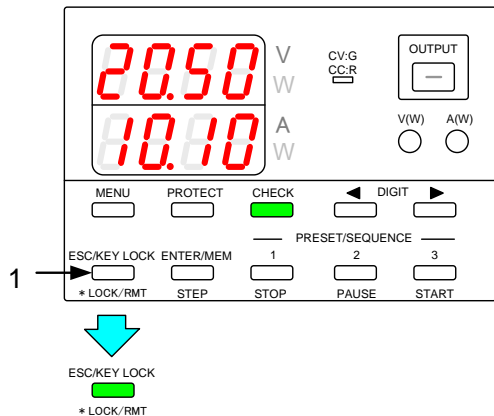 20.50 V W
CV:G
CC:R
OUTPUT
10.10 A W
V(W) A(W)
MENU PROTECT CHECK ◀ DIGIT ▶
PRESET/SEQUENCE
ESC/KEY LOCK ENTER/MEM 1 2 3
1
* LOCK/RMT STEP STOP PAUSE START
ESC/KEY LOCK
* LOCK/RMT